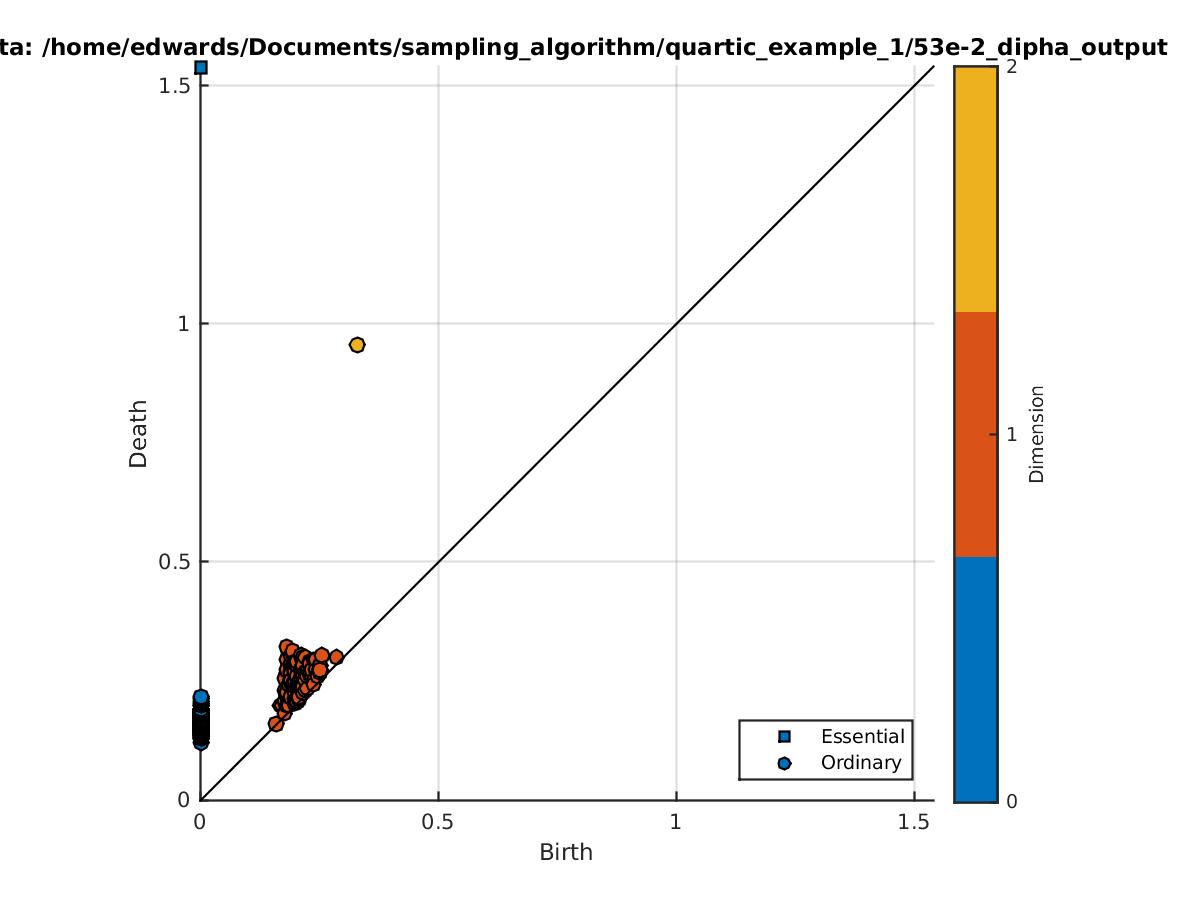 ta: /home/edwards/Documents/sampling_algorithm/quartic_example_1/53e-2_dipha_output
2
1.5
1
Death
1
Dimension
0.5
Essential
Ordinary
0
0
0
0.5
1
1.5
Birth